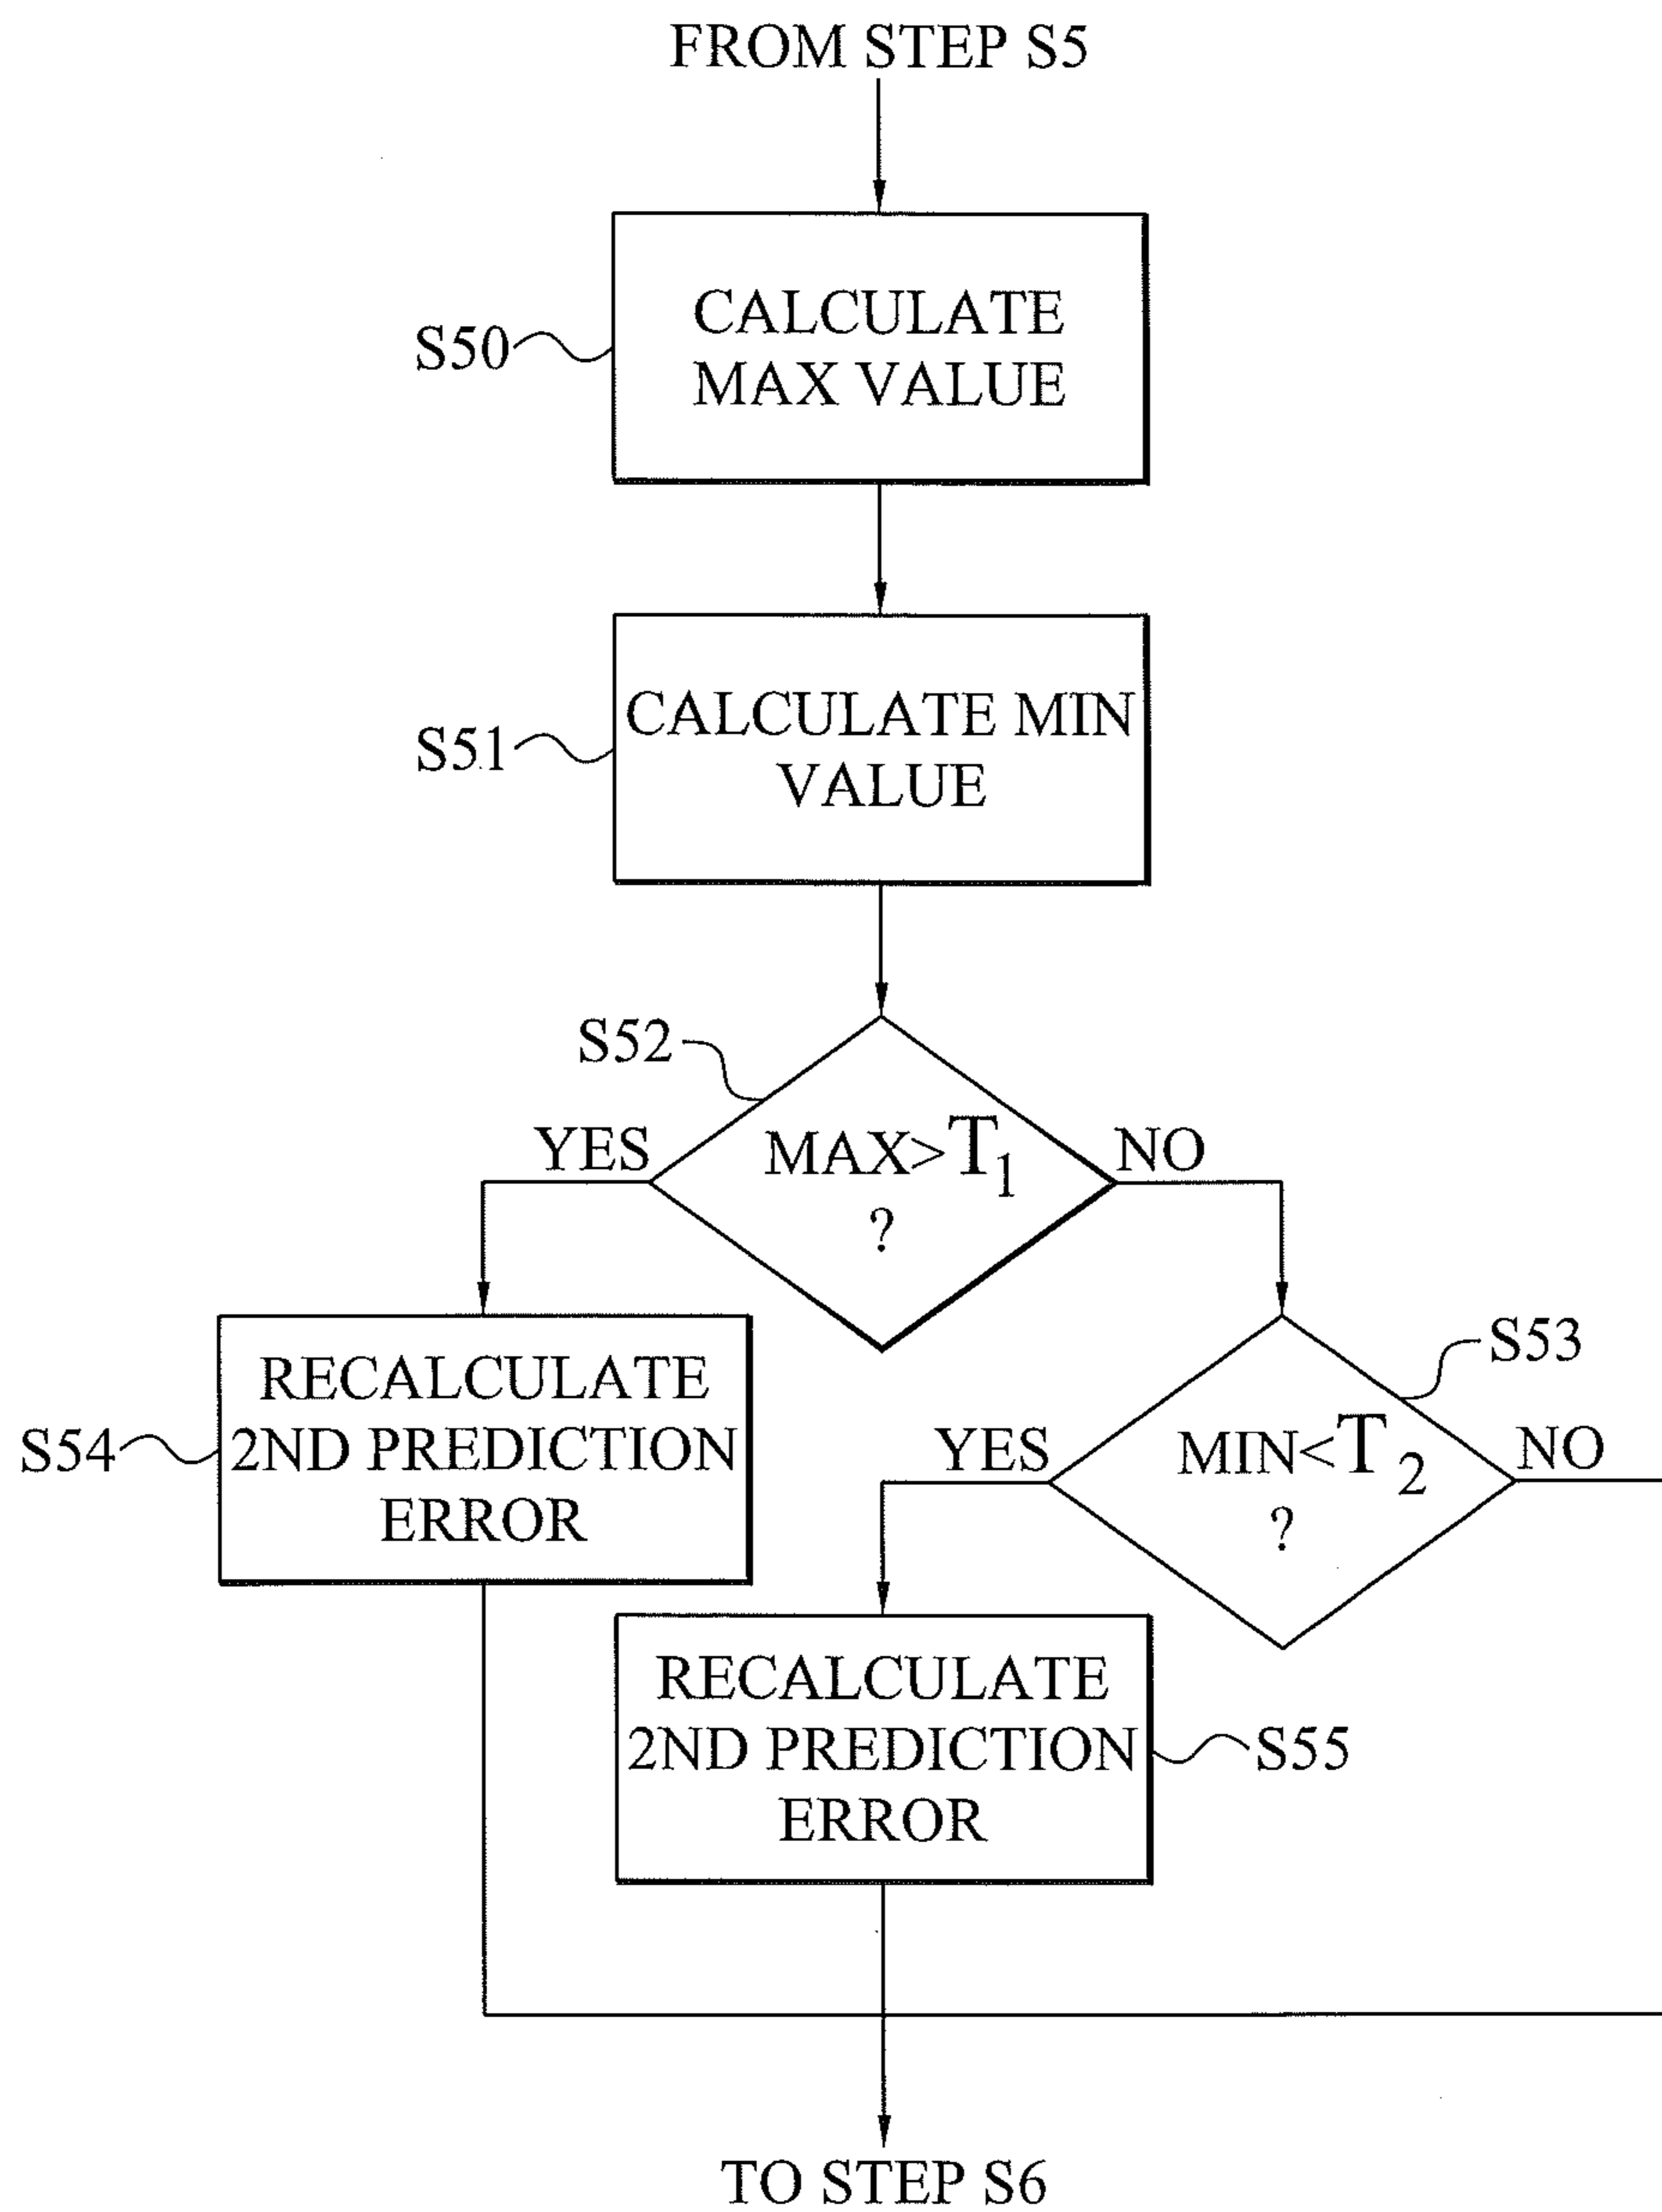 FROM STEP S5
CALCULATE
MAX VALUE
S50
CALCULATE MIN
VALUE
S51
S52
MAX>T1
?
YES
NO
RECALCULATE
2ND PREDICTION
ERROR
S54
S53
MIN<T2
?
YES
NO
RECALCULATE
2ND PREDICTION
ERROR
S55
TO STEP S6